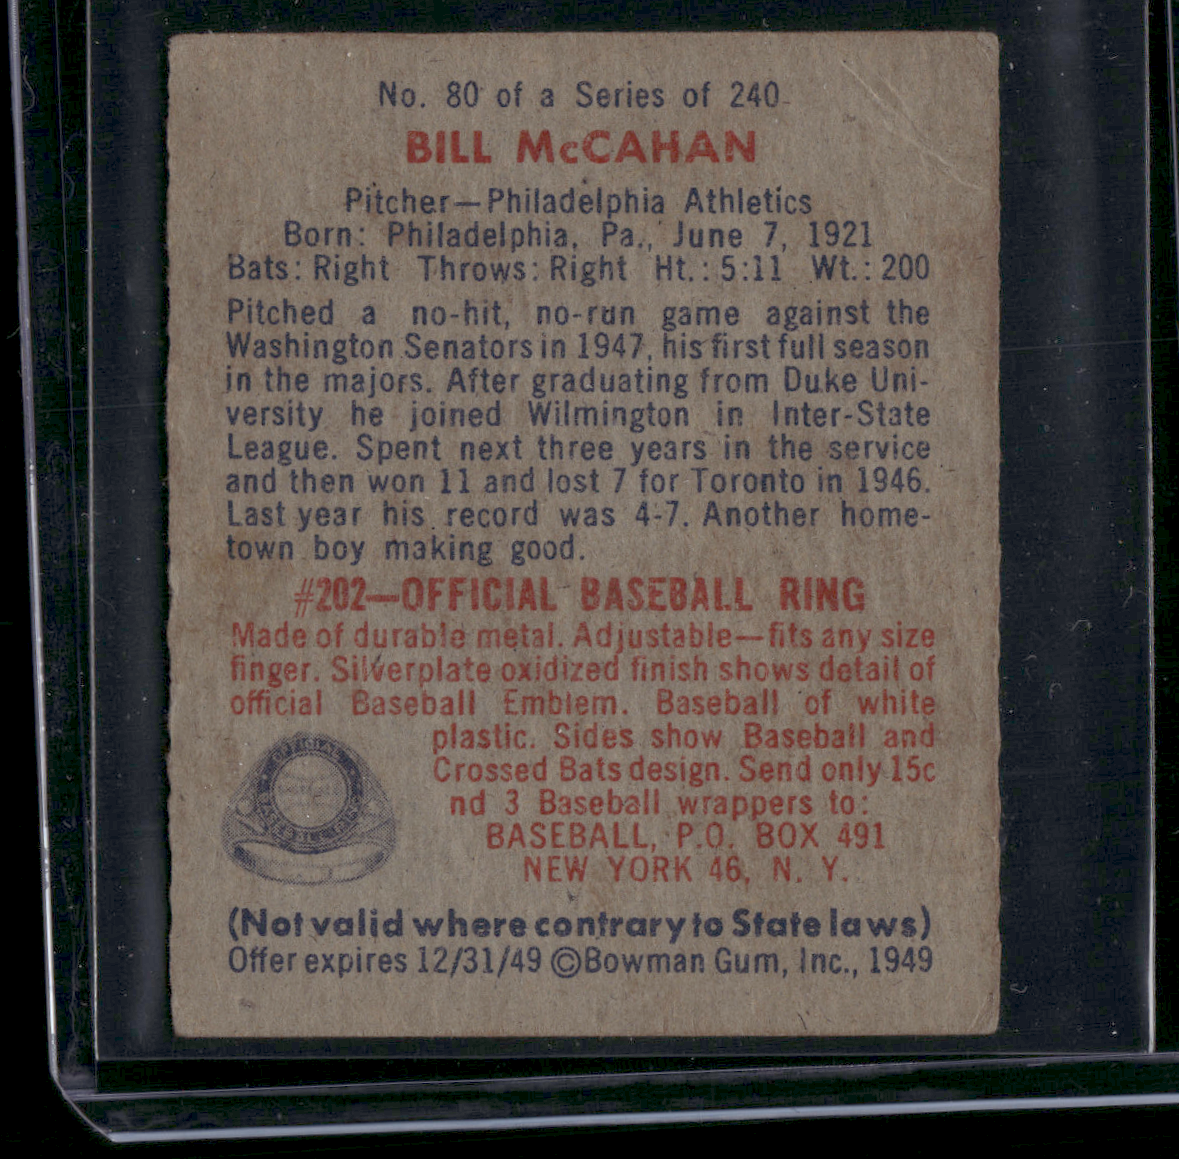 No. 80 of a Series of 240
BILL McCAHAN
Pitcher—Philadelphia Athletics
Born: Philadelphia, Pa., June 7, 1921
Bats: Right Throws: Right Ht.: 5:11 Wt.: 200
Pitched a no-hit, no-run game against the
Washington Senators in 1947, his first full season
in the majors. After graduating from Duke Uni-
versity he joined Wilmington in Inter-State
League. Spent next three years in the service
and then won 11 and lost 7 for Toronto in 1946.
Last year his record was 4-7. Another home-
town boy making good.
#202—OFFICIAL BASEBALL RING
Made of durable metal. Adjustable—fits any size
finger. Silverplate oxidized finish shows detail of
official Baseball Emblem. Baseball of white
plastic. Sides show Baseball and
Crossed Bats design. Send only 15c
nd 3 Baseball wrappers to:
BASEBALL, P.O. BOX 491
NEW YORK 46, N. Y.
OFFICIAL
BASEBALL RING
(Not valid where contrary to State laws)
Offer expires 12/31/49 ©Bowman Gum, Inc., 1949